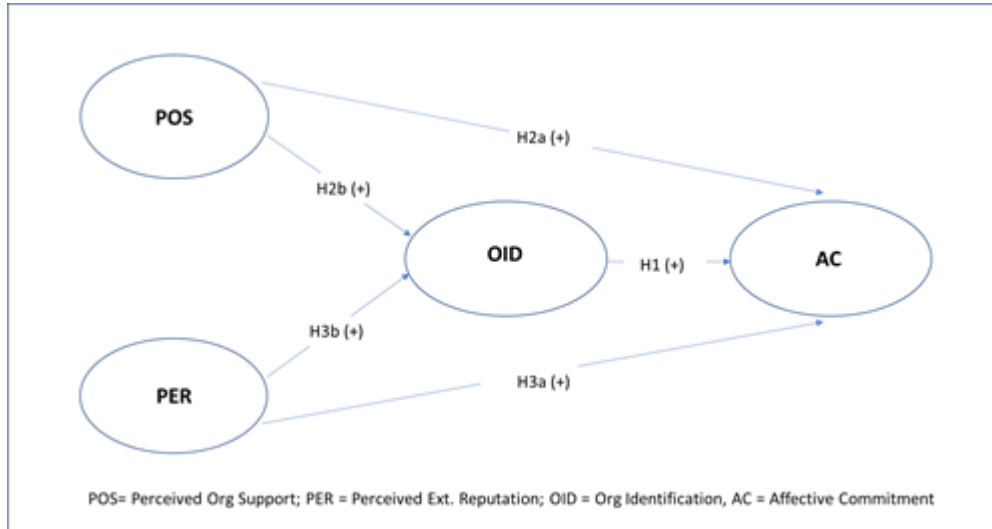 POS
H2a (+)
H2b (+)
OID
H1 (+)
AC
H3b (+)
H3a (+)
PER
POS= Perceived Org Support; PER = Perceived Ext. Reputation; OID = Org Identification, AC = Affective Commitment